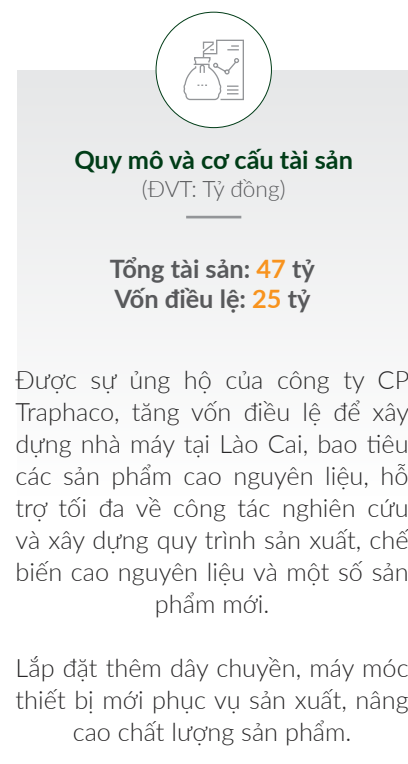 Quy mô và cơ cấu tài sản
(ĐVT: Tỷ đồng)
Tổng tài sản: 47 tỷ
Vốn điều lệ: 25 tỷ
Được sự ủng hộ của công ty CP
Traphaco, tăng vốn điều lệ để xây
dựng nhà máy tại Lào Cai, bao tiêu
các sản phẩm cao nguyên liệu, hỗ
trợ tối đa về công tác nghiên cứu
và xây dựng quy trình sản xuất, chế
biến cao nguyên liệu và một số sản
phẩm mới.
Lắp đặt thêm dây chuyền, máy móc
thiết bị mới phục vụ sản xuất, nâng
cao chất lượng sản phẩm.